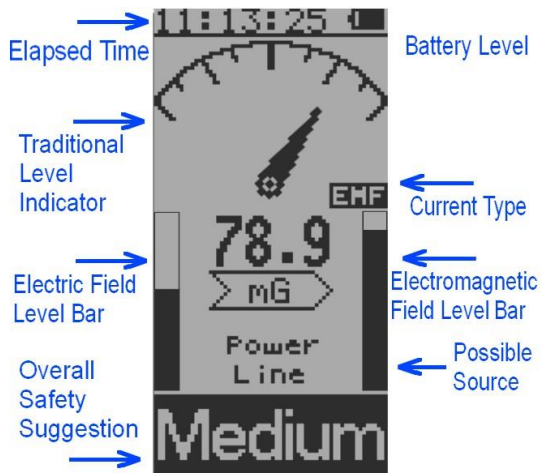 11:13:25
Elapsed Time
Battery Level
Traditional
Level
Indicator
EMF
Current Type
78.9
mG
Electric Field
Level Bar
Electromagnetic
Field Level Bar
Power
Line
Possible
Source
Overall
Safety
Suggestion
Medium